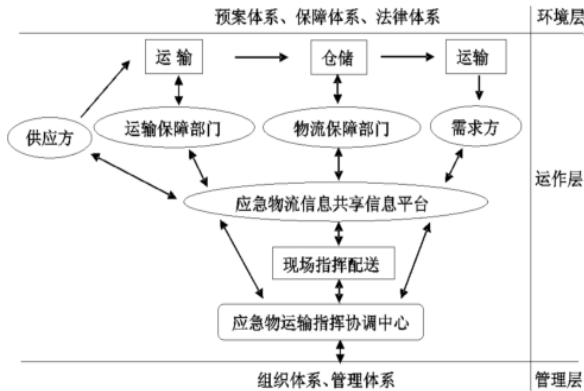 预案体系、保障体系、法律体系
环境层
运 输
仓储
运输
供应方
运输保障部门
物流保障部门
需求方
运作层
应急物流信息共享信息平台
现场指挥配送
应急物运输指挥协调中心
组织体系、管理体系
管理层